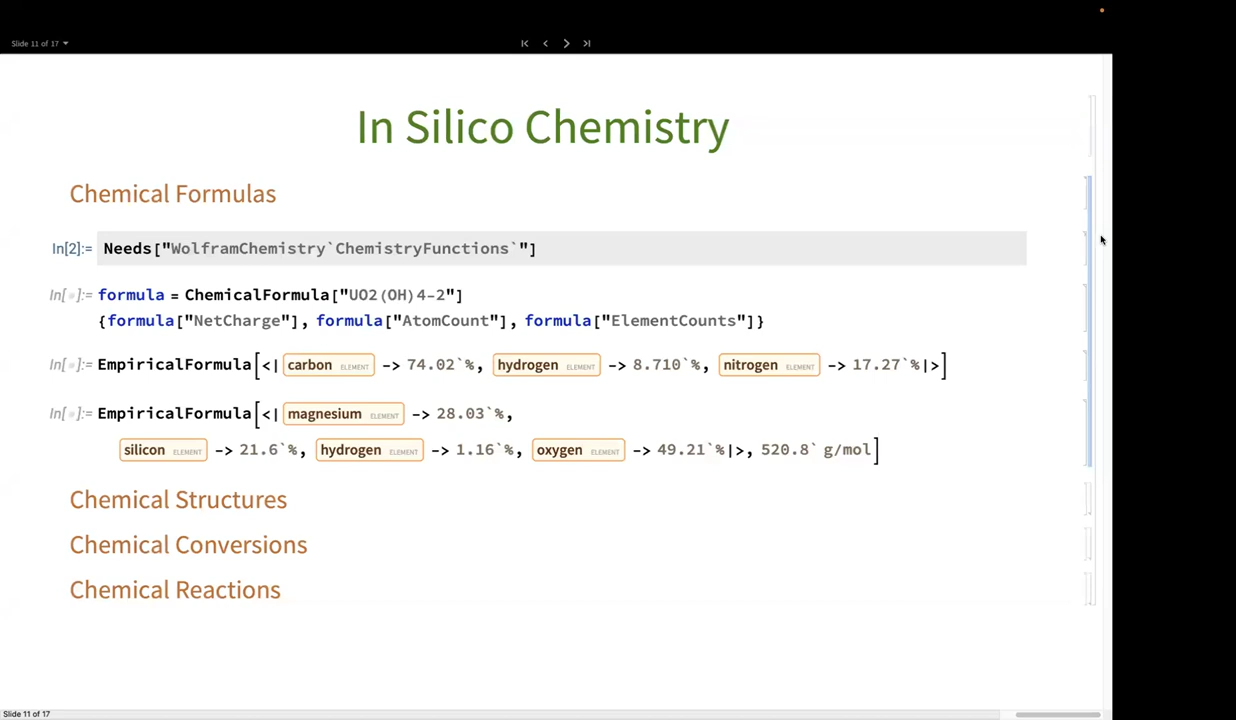 Slide 11 of 17
In Silico Chemistry
Chemical Formulas
In[2]:= Needs["WolframChemistry`ChemistryFunctions`"]
In[ ]:= formula = ChemicalFormula["UO2(OH)4-2"]
{formula["NetCharge"], formula["AtomCount"], formula["ElementCounts"]}
In[ ]:= EmpiricalFormula[<| carbon ELEMENT -> 74.02`%, hydrogen ELEMENT -> 8.710`%, nitrogen ELEMENT -> 17.27`%|>]
In[ ]:= EmpiricalFormula[<| magnesium ELEMENT -> 28.03`%,
silicon ELEMENT -> 21.6`%, hydrogen ELEMENT -> 1.16`%, oxygen ELEMENT -> 49.21`%|>, 520.8` g/mol]
Chemical Structures
Chemical Conversions
Chemical Reactions
Slide 11 of 17